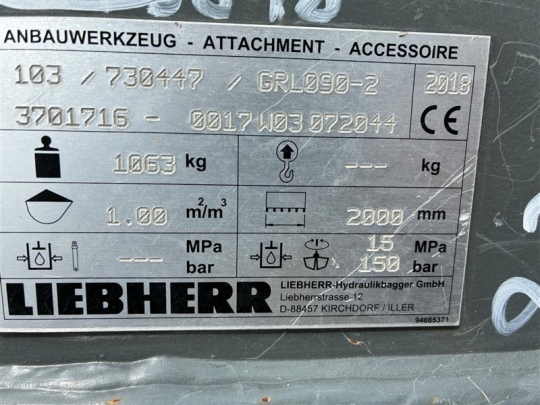 ANBAUWERKZEUG - ATTACHMENT - ACCESSOIRE
103 / 730447 / GRL090-2 2018
3701716 - 0017W03072044 CE
1063 kg --- kg
1.00 m²/m³ 2000 mm
--- MPa bar 15 MPa
150 bar
LIEBHERR
LIEBHERR-Hydraulikbagger GmbH
Liebherrstrasse 12
D-88457 KIRCHDORF / ILLER
94085371